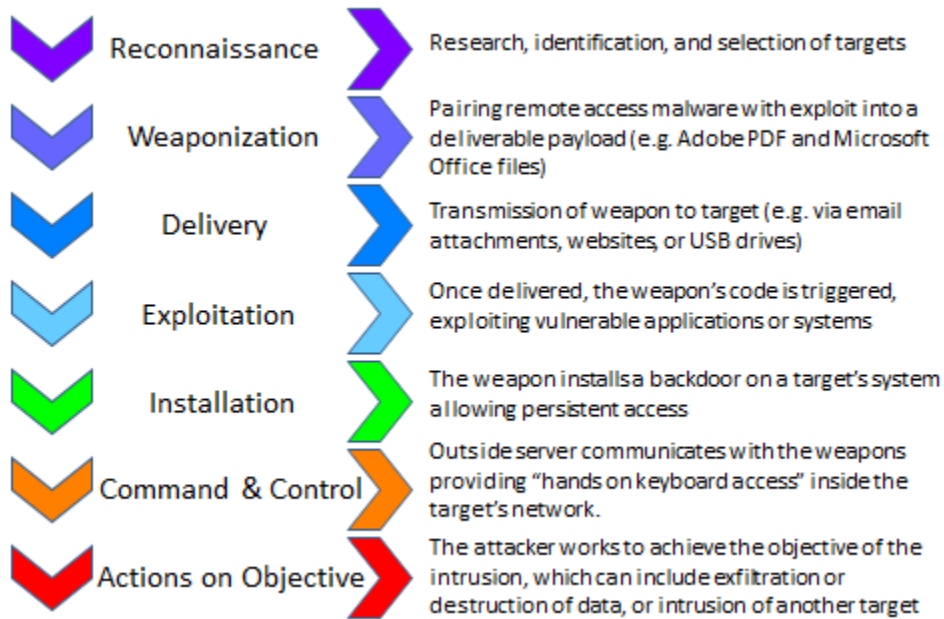 Reconnaissance
Research, identification, and selection of targets
Weaponization
Pairing remote access malware with exploit into a
deliverable payload (e.g. Adobe PDF and Microsoft
Office files)
Delivery
Transmission of weapon to target (e.g. via email
attachments, websites, or USB drives)
Exploitation
Once delivered, the weapon's code is triggered,
exploiting vulnerable applications or systems
Installation
The weapon installs a backdoor on a target's system
allowing persistent access
Command & Control
Outside server communicates with the weapons
providing “hands on keyboard access” inside the
target's network.
Actions on Objective
The attacker works to achieve the objective of the
intrusion, which can include exfiltration or
destruction of data, or intrusion of another target